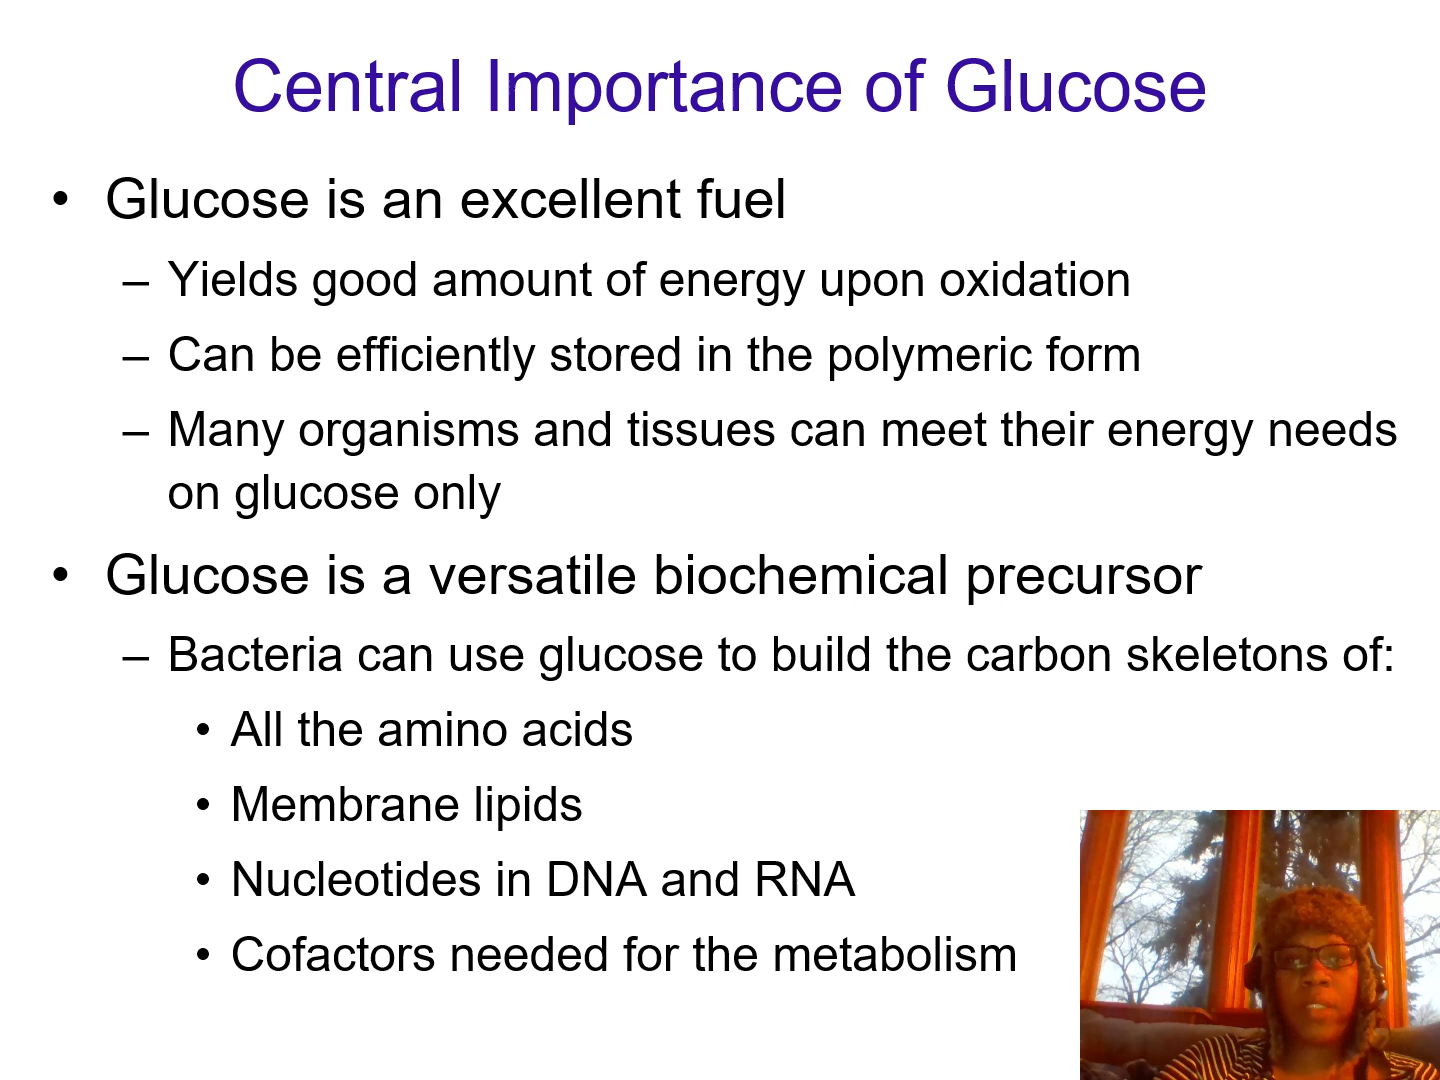 Central Importance of Glucose
• Glucose is an excellent fuel
– Yields good amount of energy upon oxidation
– Can be efficiently stored in the polymeric form
– Many organisms and tissues can meet their energy needs
on glucose only
• Glucose is a versatile biochemical precursor
– Bacteria can use glucose to build the carbon skeletons of:
• All the amino acids
• Membrane lipids
• Nucleotides in DNA and RNA
• Cofactors needed for the metabolism